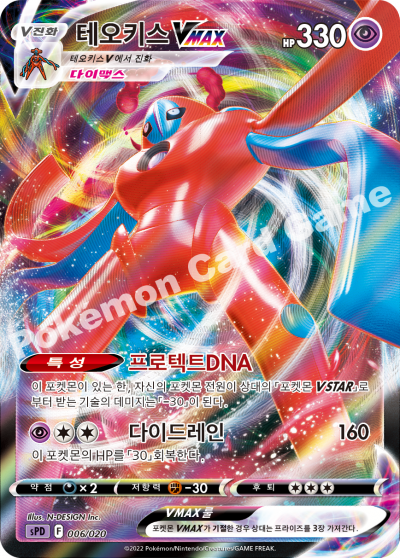 V진화 테오키스 VMAX HP 330
테오키스 V에서 진화
다이맥스
Pokemon Card Game
특성 프로텍트DNA
이 포켓몬이 있는 한, 자신의 포켓몬 전원이 상대의 「포켓몬 VSTAR」로
부터 받는 기술의 데미지는 「-30」이 된다.
다이드레인 160
이 포켓몬의 HP를 「30」회복한다.
약점 ×2 저항력 -30 후퇴
Illus. N-DESIGN Inc.
sPD F 006/020
VMAX룰
포켓몬 VMAX가 기절한 경우 상대는 프라이즈를 3장 가져간다.
©2022 Pokémon/Nintendo/Creatures/GAME FREAK.